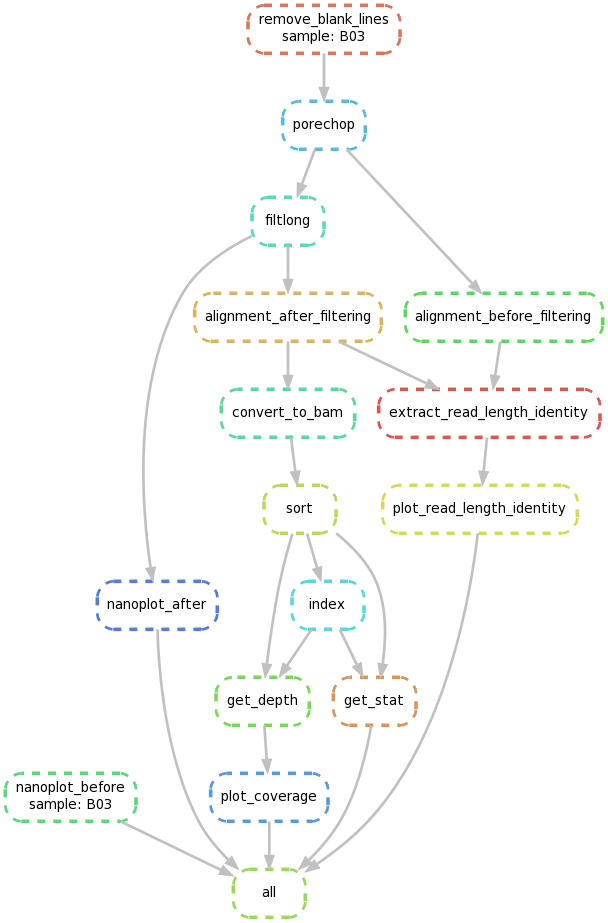 remove_blank_lines
sample: B03
porechop
filtlong
alignment_after_filtering
alignment_before_filtering
convert_to_bam
extract_read_length_identity
sort
plot_read_length_identity
nanoplot_after
index
get_depth
get_stat
nanoplot_before
sample: B03
plot_coverage
all